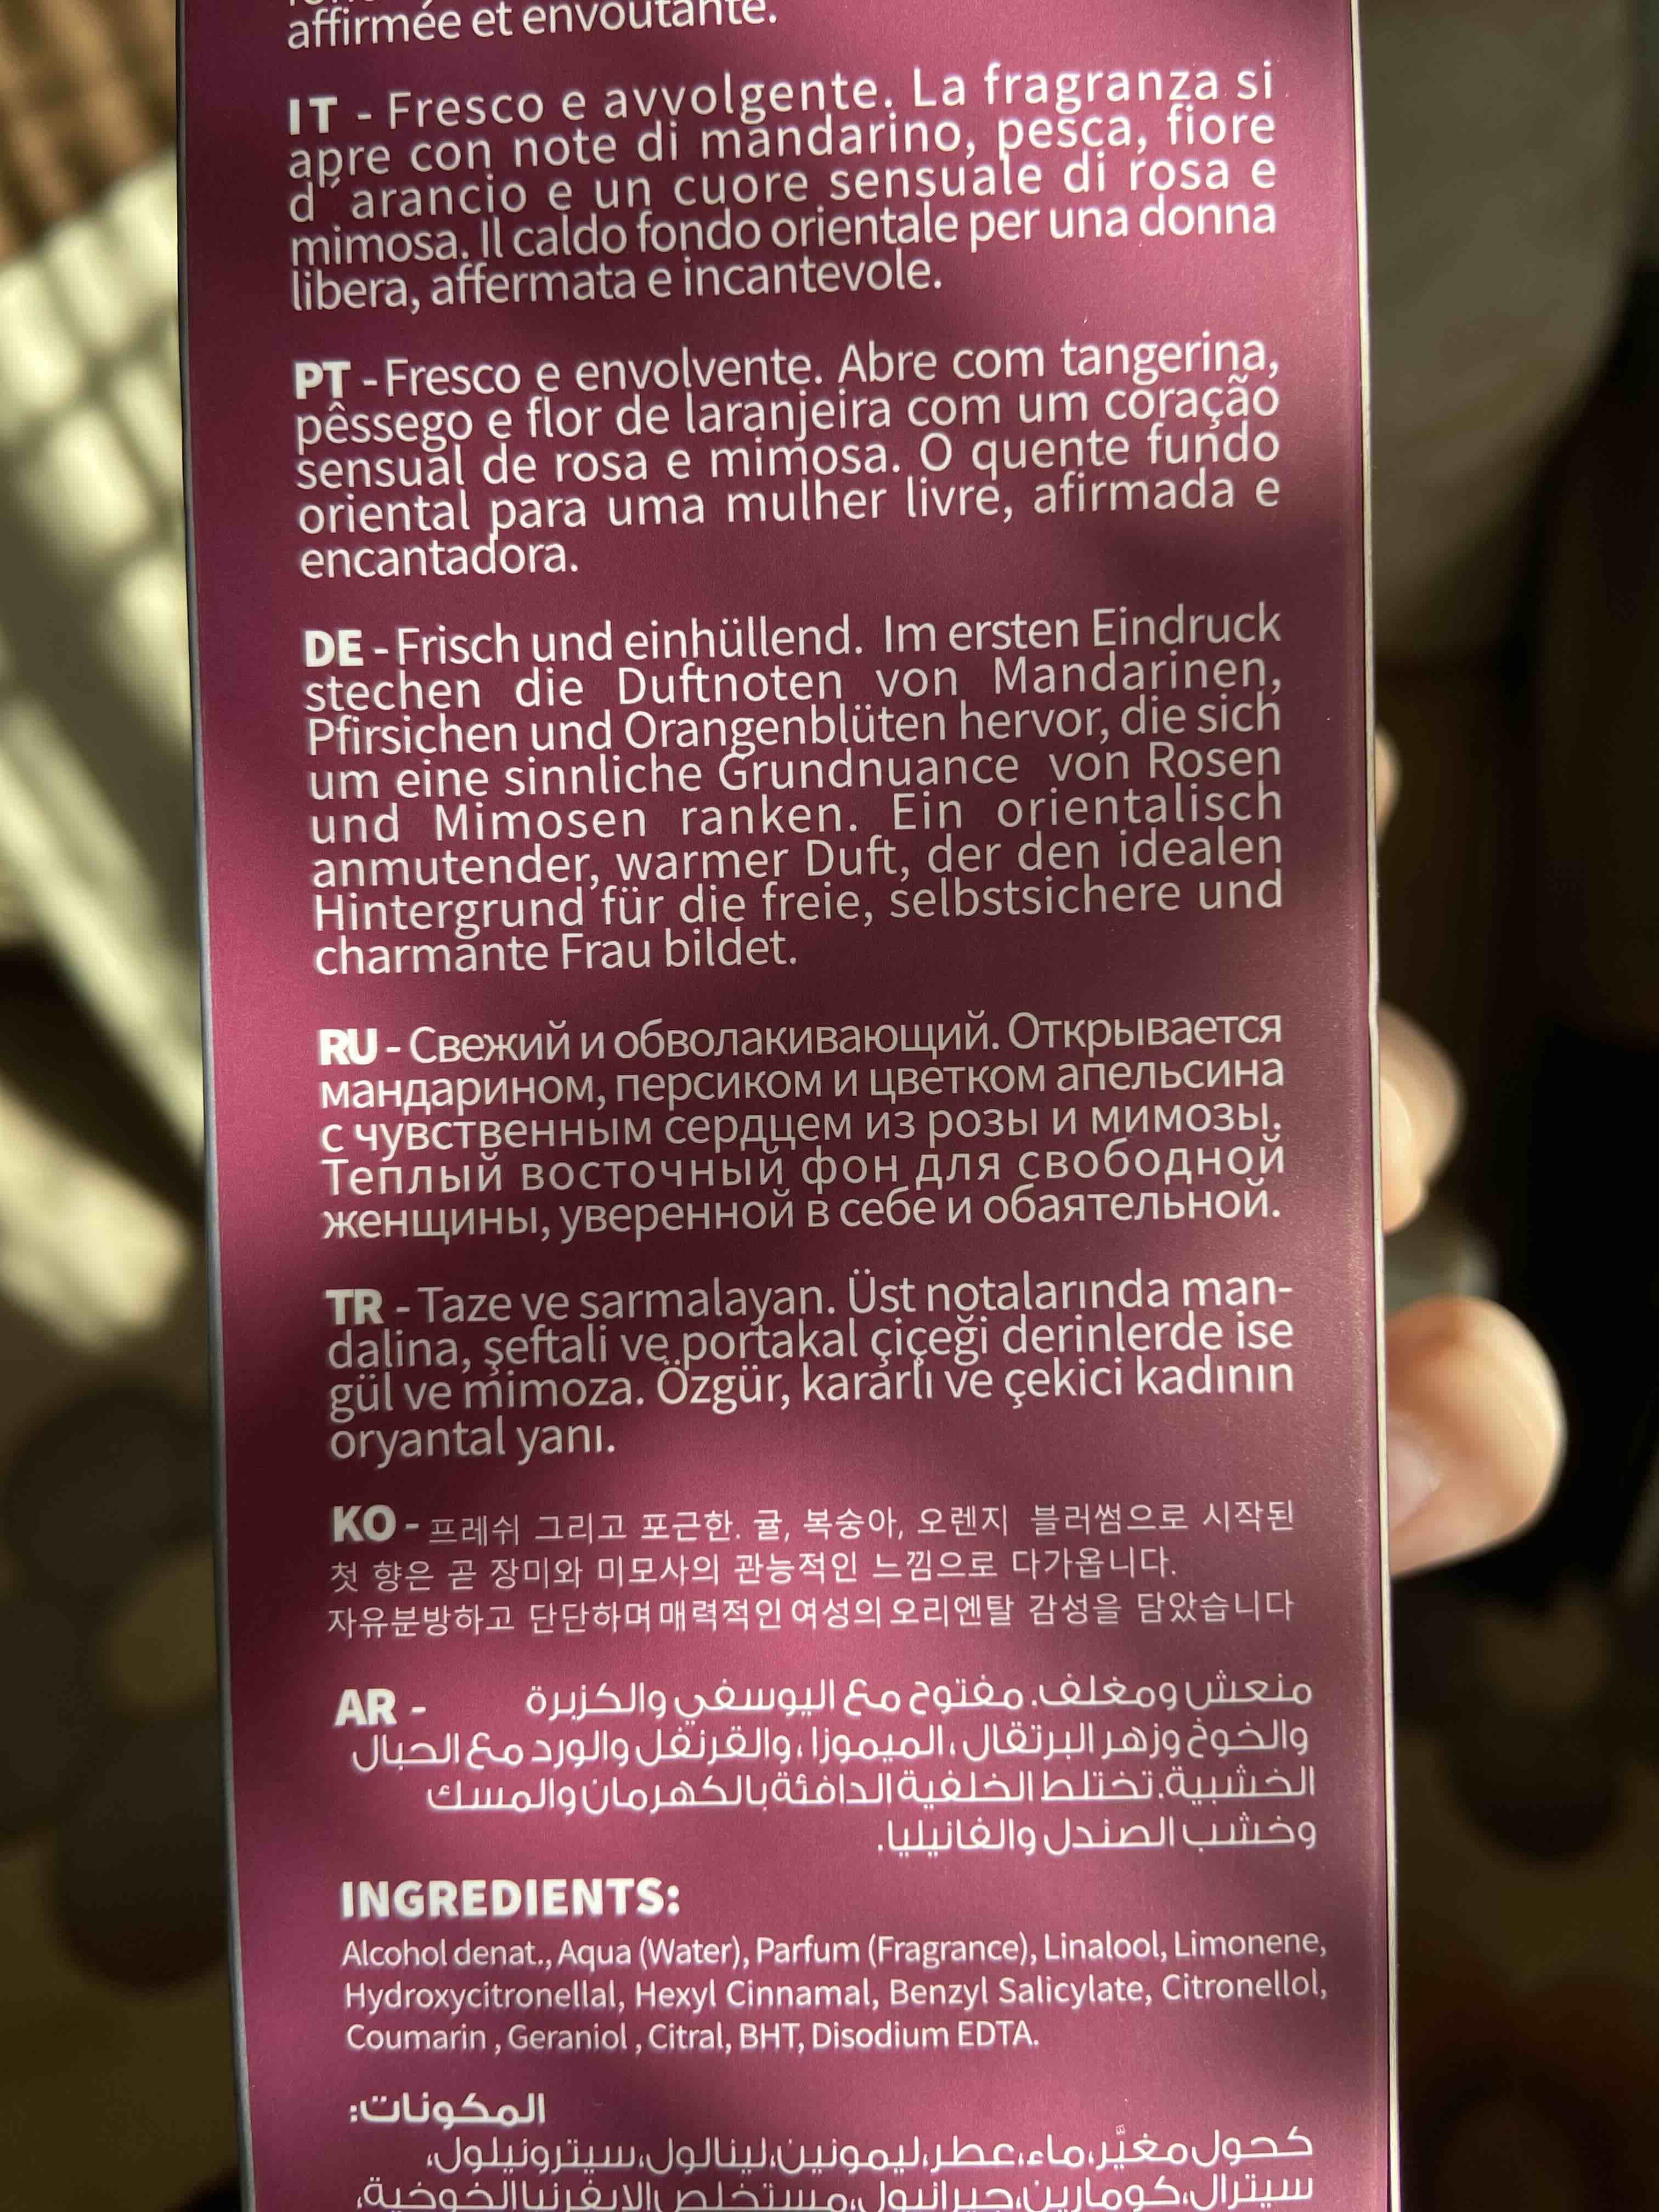 affirmée et envoutante.
IT - Fresco e avvolgente. La fragranza si
apre con note di mandarino, pesca, fiore
d´arancio e un cuore sensuale di rosa e
mimosa. Il caldo fondo orientale per una donna
libera, affermata e incantevole.
PT - Fresco e envolvente. Abre com tangerina,
pêssego e flor de laranjeira com um coração
sensual de rosa e mimosa. O quente fundo
oriental para uma mulher livre, afirmada e
encantadora.
DE - Frisch und einhüllend. Im ersten Eindruck
stechen die Duftnoten von Mandarinen,
Pfirsichen und Orangenblüten hervor, die sich
um eine sinnliche Grundnuance von Rosen
und Mimosen ranken. Ein orientalisch
anmutender, warmer Duft, der den idealen
Hintergrund für die freie, selbstsichere und
charmante Frau bildet.
RU - Свежий и обволакивающий. Открывается
мандарином, персиком и цветком апельсина
с чувственным сердцем из розы и мимозы.
Теплый восточный фон для свободной
женщины, уверенной в себе и обаятельной.
TR - Taze ve sarmalayan. Üst notalarında man-
dalina, şeftali ve portakal çiçeği derinlerde ise
gül ve mimoza. Özgür, kararlı ve çekici kadının
oryantal yanı.
KO - 프레쉬 그리고 포근한. 귤, 복숭아, 오렌지 블러썸으로 시작된
첫 향은 곧 장미와 미모사의 관능적인 느낌으로 다가옵니다.
자유분방하고 단단하며 매력적인 여성의 오리엔탈 감성을 담았습니다
AR - منعش ومغلف. مفتوح مع اليوسفي والكزبرة
والخوخ وزهر البرتقال، الميموزا، والقرنفل والورد مع الحبال
الخشبية. تختلط الخلفية الدافئة بالكهرمان والمسك
وخشب الصندل والفانيليا.
INGREDIENTS:
Alcohol denat., Aqua (Water), Parfum (Fragrance), Linalool, Limonene,
Hydroxycitronellal, Hexyl Cinnamal, Benzyl Salicylate, Citronellol,
Coumarin , Geraniol , Citral, BHT, Disodium EDTA.
المكونات:
كحول مغيَّر، ماء، عطر، ليمونين، لينالول، سيترونيلول،
سيترال، كومارين، جيرانيول، مستخلص الايفرنيا الخوخية،